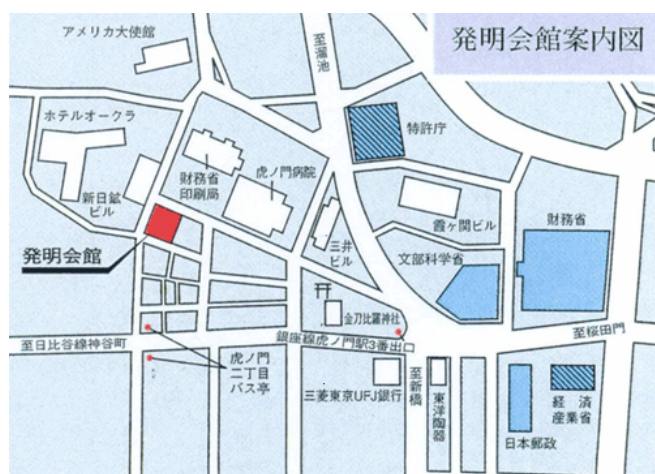 発明会館案内図
アメリカ大使館
至溜池
ホテルオークラ
特許庁
財務省
印刷局
虎ノ門病院
新日鉱
ビル
霞ヶ関ビル
財務省
三井
ビル
発明会館
文部科学省
金刀比羅神社
至日比谷線神谷町
銀座線虎ノ門駅3番出口
至桜田門
虎ノ門
二丁目
バス亭
三菱東京UFJ銀行
至新橋
東洋陶器
経済
産業省
日本郵政